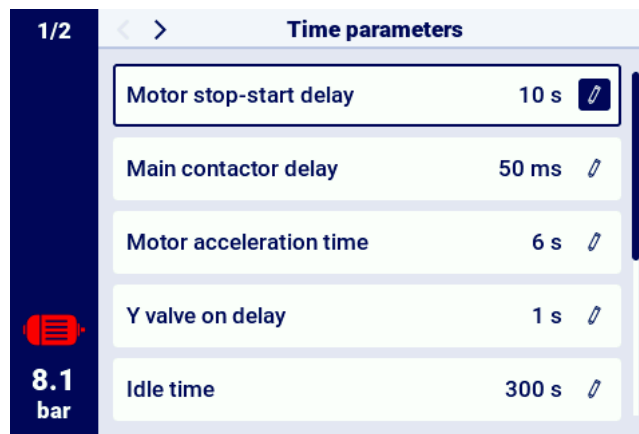 1/2
Time parameters
Motor stop-start delay 10 s
Main contactor delay 50 ms
Motor acceleration time 6 s
Y valve on delay 1 s
Idle time 300 s
8.1
bar